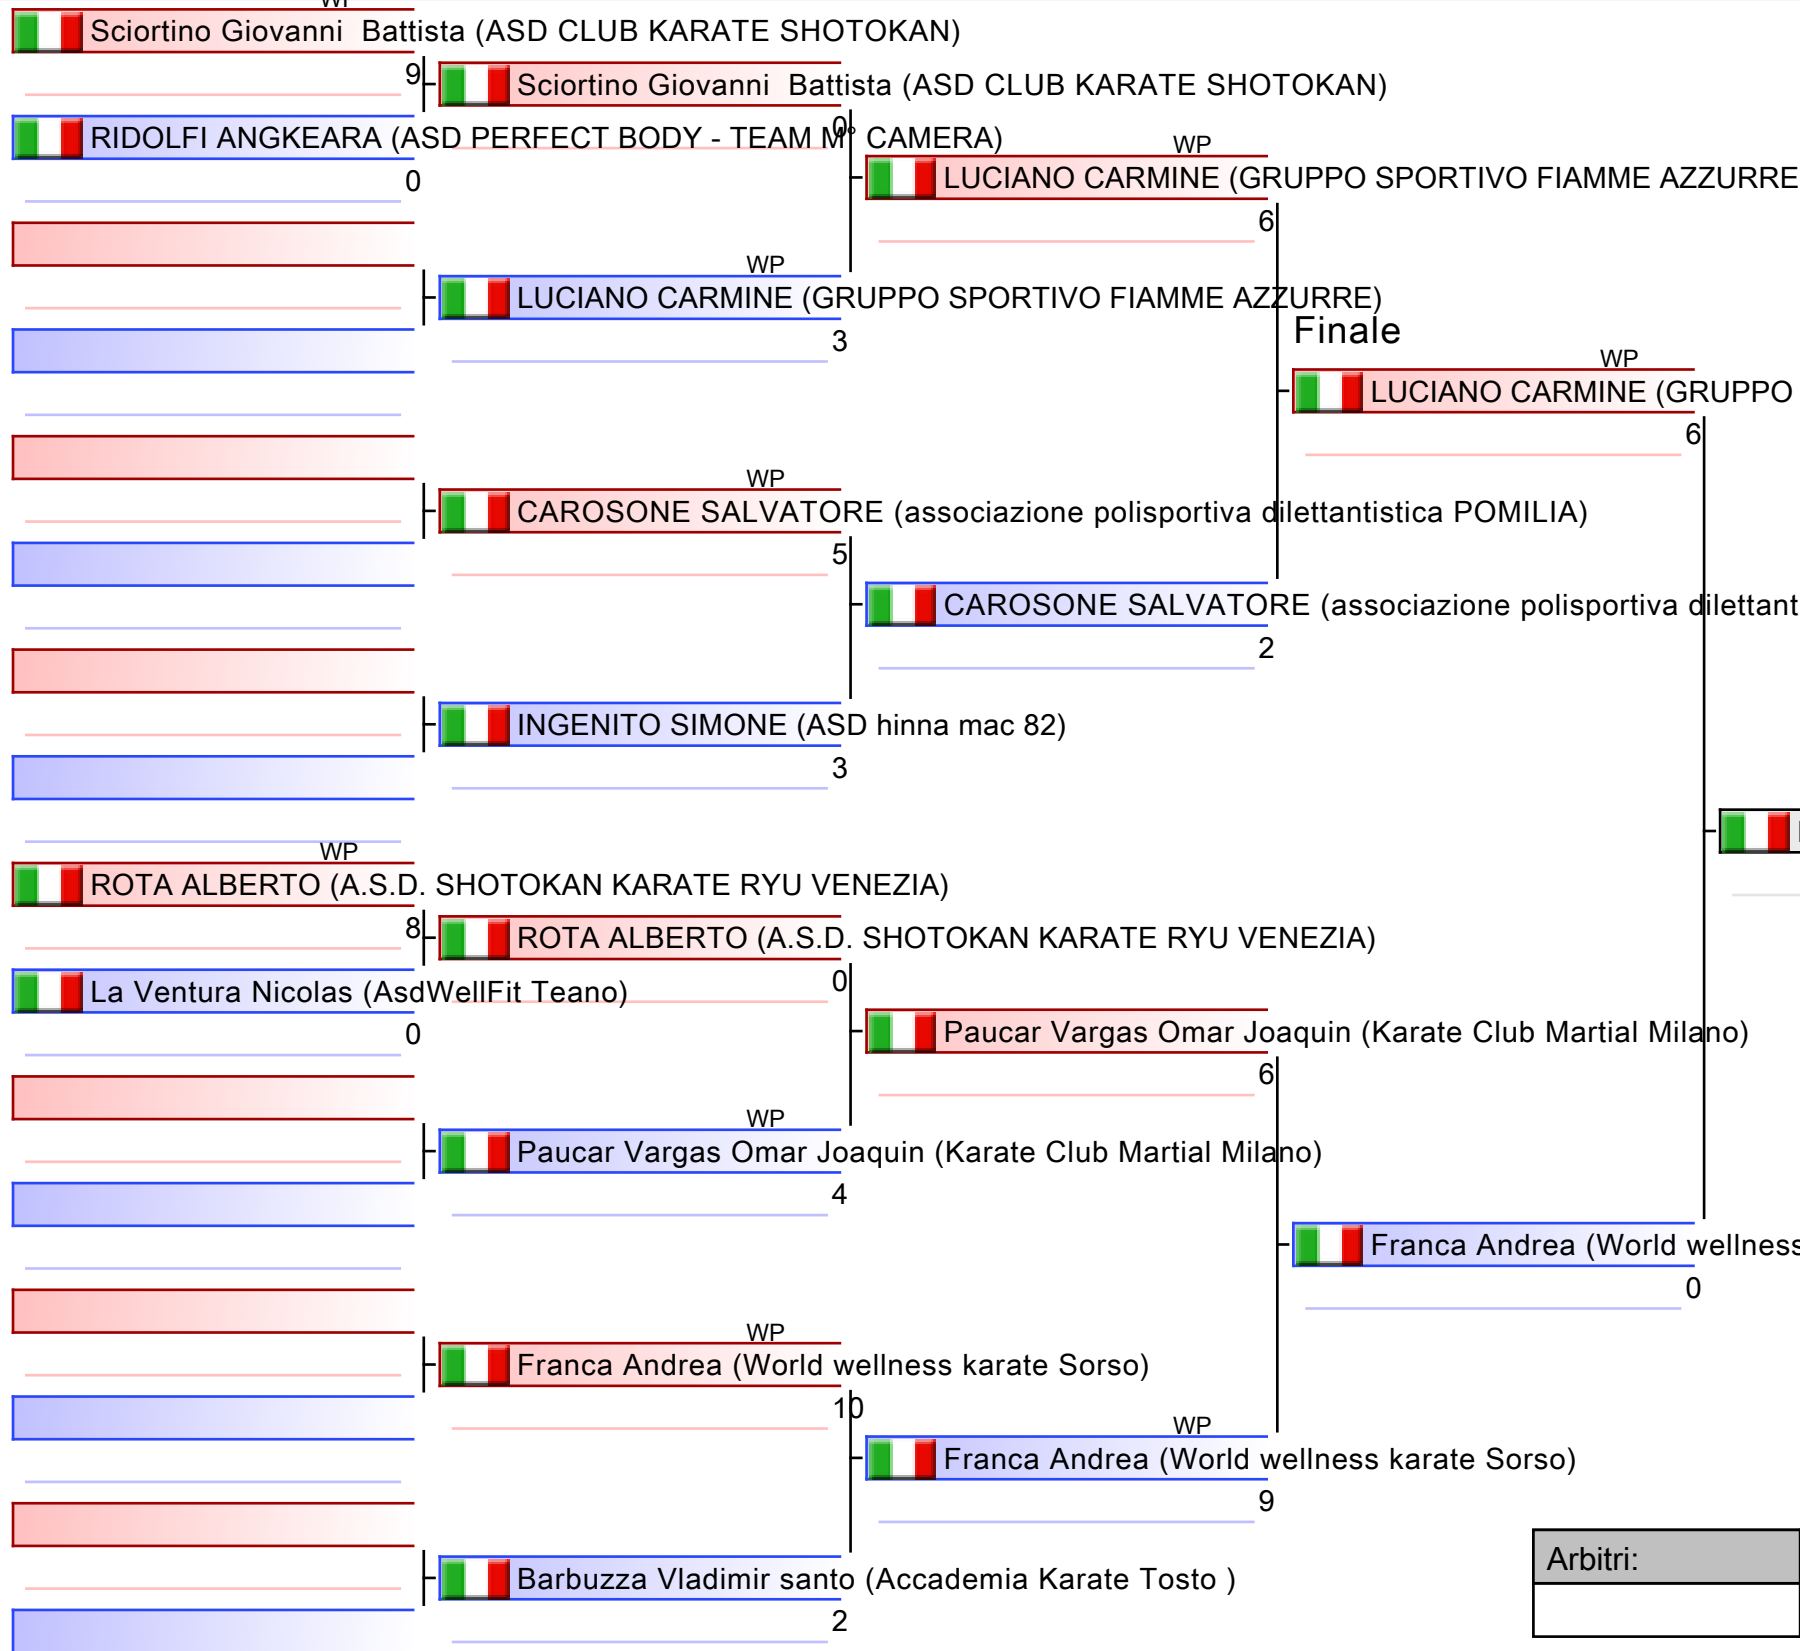 WP
Sciortino Giovanni  Battista (ASD CLUB KARATE SHOTOKAN)
9
Sciortino Giovanni  Battista (ASD CLUB KARATE SHOTOKAN)
0
RIDOLFI ANGKEARA (ASD PERFECT BODY - TEAM M° CAMERA)
0
WP
LUCIANO CARMINE (GRUPPO SPORTIVO FIAMME AZZURRE
6
WP
LUCIANO CARMINE (GRUPPO SPORTIVO FIAMME AZZURRE)
3
Finale
WP
LUCIANO CARMINE (GRUPPO
6
WP
CAROSONE SALVATORE (associazione polisportiva dilettantistica POMILIA)
5
CAROSONE SALVATORE (associazione polisportiva dilettant
2
INGENITO SIMONE (ASD hinna mac 82)
3
WP
ROTA ALBERTO (A.S.D. SHOTOKAN KARATE RYU VENEZIA)
8
ROTA ALBERTO (A.S.D. SHOTOKAN KARATE RYU VENEZIA)
0
La Ventura Nicolas (AsdWellFit Teano)
0
Paucar Vargas Omar Joaquin (Karate Club Martial Milano)
6
WP
Paucar Vargas Omar Joaquin (Karate Club Martial Milano)
4
Franca Andrea (World wellness
0
WP
Franca Andrea (World wellness karate Sorso)
10
WP
Franca Andrea (World wellness karate Sorso)
9
Barbuzza Vladimir santo (Accademia Karate Tosto )
2
Arbitri: